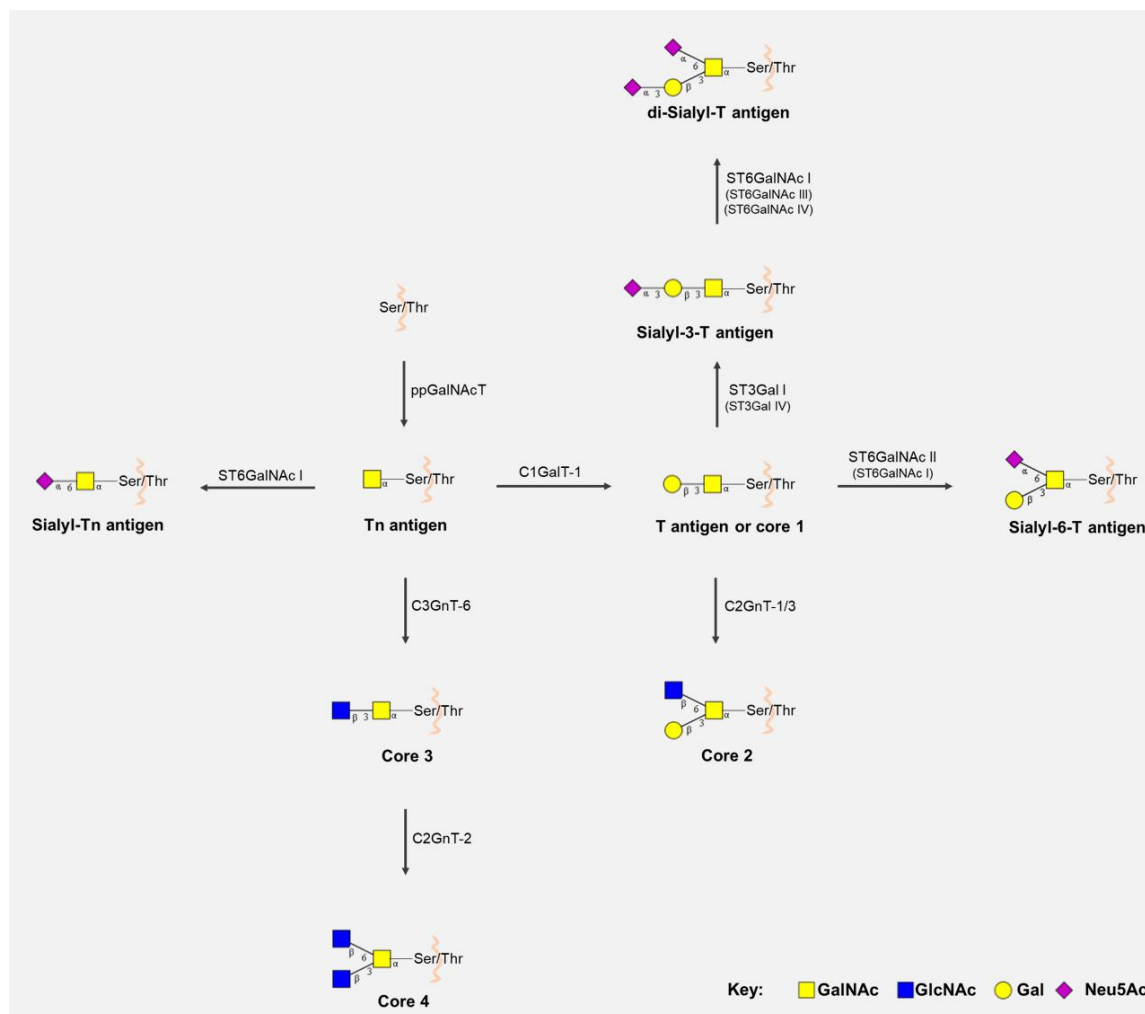 α 6 α Ser/Thr
α 3 β 3
di-Sialyl-T antigen
ST6GalNAc I
(ST6GalNAc III)
(ST6GalNAc IV)
α 3 β 3 α Ser/Thr
Sialyl-3-T antigen
Ser/Thr
ppGalNAcT
ST3Gal I
(ST3Gal IV)
α 6 α Ser/Thr
Sialyl-Tn antigen
ST6GalNAc I
α Ser/Thr
Tn antigen
C1GalT-1
β 3 α Ser/Thr
T antigen or core 1
ST6GalNAc II
(ST6GalNAc I)
α 6 α Ser/Thr
β 3
Sialyl-6-T antigen
C3GnT-6
C2GnT-1/3
β 3 α Ser/Thr
Core 3
β 6 α Ser/Thr
β 3
Core 2
C2GnT-2
β 6 α Ser/Thr
β 3
Core 4
Key: GalNAc GlcNAc Gal Neu5Ac